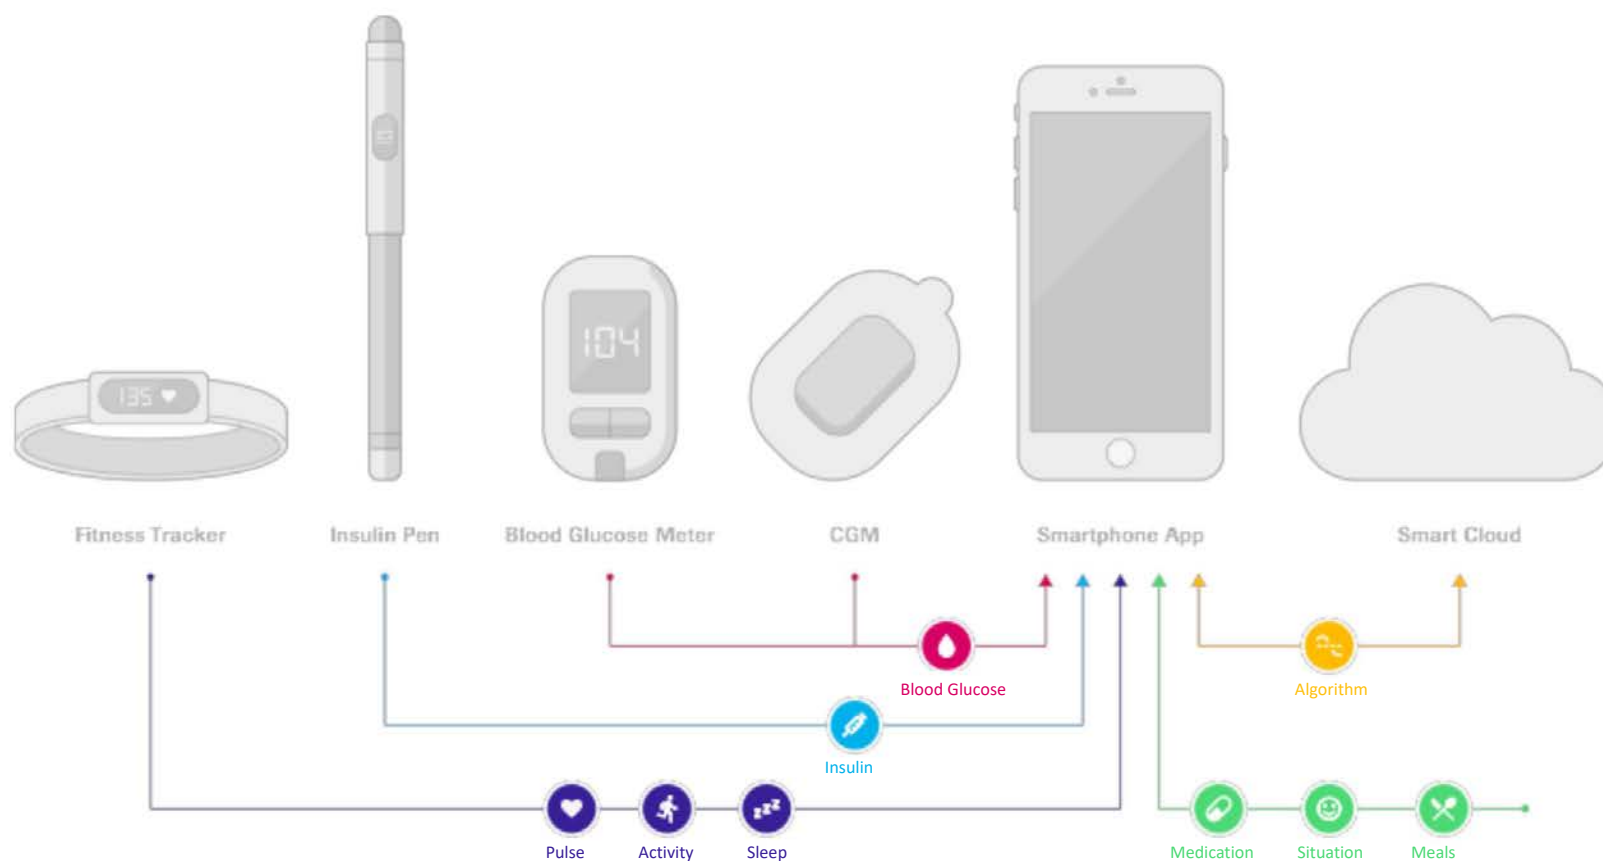 135
104
Fitness Tracker
Insulin Pen
Blood Glucose Meter
CGM
Smartphone App
Smart Cloud
Blood Glucose
Algorithm
Insulin
zzz
Pulse
Activity
Sleep
Medication
Situation
Meals